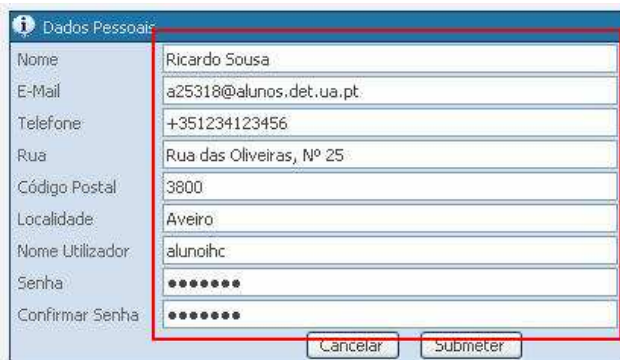 Dados Pessoais
Nome Ricardo Sousa
E-Mail a25318@alunos.det.ua.pt
Telefone +351234123456
Rua Rua das Oliveiras, Nº 25
Código Postal 3800
Localidade Aveiro
Nome Utilizador alunoihc
Senha •••••••
Confirmar Senha •••••••
Cancelar Submeter